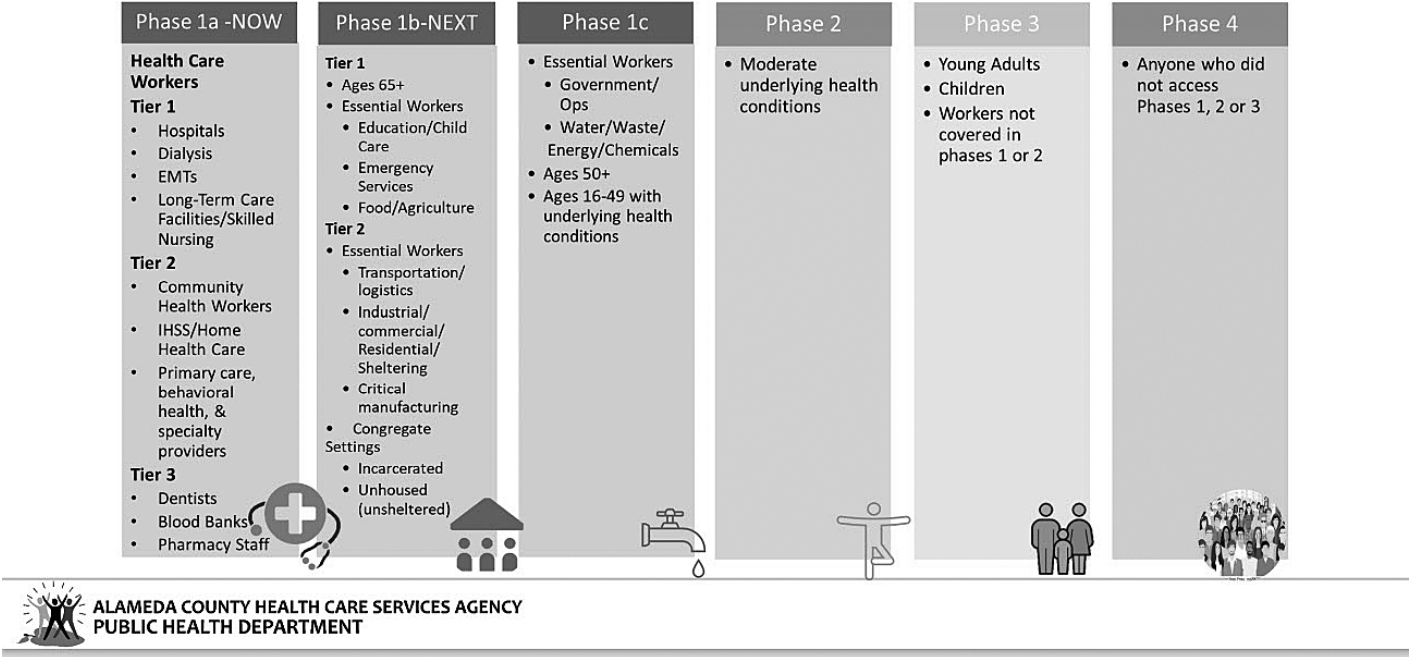 Phase 1a -NOW
Health Care
Workers
Tier 1
• Hospitals
• Dialysis
• EMTs
• Long-Term Care
Facilities/Skilled
Nursing
Tier 2
• Community
Health Workers
• IHSS/Home
Health Care
• Primary care,
behavioral
health, &
specialty
providers
Tier 3
• Dentists
• Blood Banks
• Pharmacy Staff
Phase 1b-NEXT
Tier 1
• Ages 65+
• Essential Workers
• Education/Child
Care
• Emergency
Services
• Food/Agriculture
Tier 2
• Essential Workers
• Transportation/
logistics
• Industrial/
commercial/
Residential/
Sheltering
• Critical
manufacturing
• Congregate
Settings
• Incarcerated
• Unhoused
(unsheltered)
Phase 1c
• Essential Workers
• Government/
Ops
• Water/Waste/
Energy/Chemicals
• Ages 50+
• Ages 16-49 with
underlying health
conditions
Phase 2
• Moderate
underlying health
conditions
Phase 3
• Young Adults
• Children
• Workers not
covered in
phases 1 or 2
Phase 4
• Anyone who did
not access
Phases 1, 2 or 3
ALAMEDA COUNTY HEALTH CARE SERVICES AGENCY
PUBLIC HEALTH DEPARTMENT